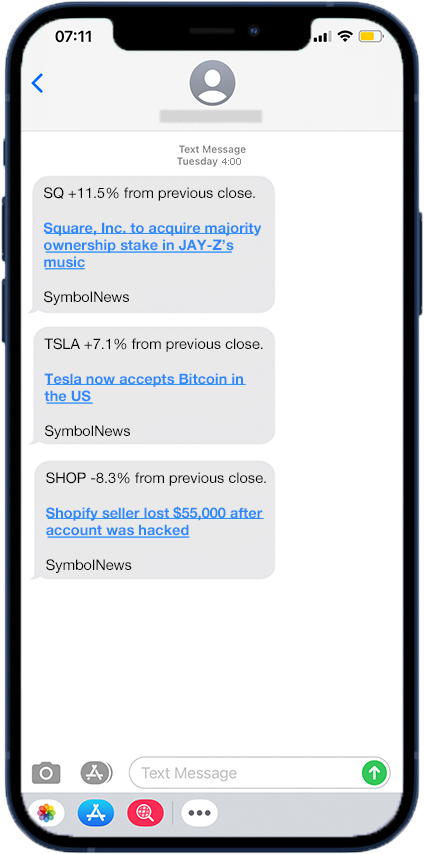 07:11
Text Message
Tuesday 4:00
SQ +11.5% from previous close.
Square, Inc. to acquire majority
ownership stake in JAY-Z's
music
SymbolNews
TSLA +7.1% from previous close.
Tesla now accepts Bitcoin in
the US
SymbolNews
SHOP -8.3% from previous close.
Shopify seller lost $55,000 after
account was hacked
SymbolNews
Text Message